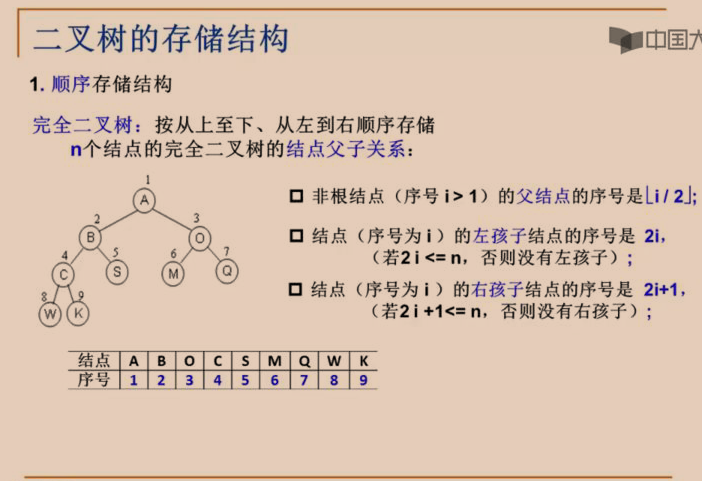 二叉树的存储结构
中国大
1. 顺序存储结构
完全二叉树：按从上至下、从左到右顺序存储
n个结点的完全二叉树的结点父子关系：
非根结点（序号 i > 1）的父结点的序号是⌊i / 2⌋;
结点（序号为 i ）的左孩子结点的序号是 2i，
（若2 i <= n，否则没有左孩子）；
结点（序号为 i ）的右孩子结点的序号是 2i+1，
（若2 i +1<= n，否则没有右孩子）；
1
A
2 3
B O
4 5 6 7
C S M Q
8 9
W K
结点 A B O C S M Q W K
序号 1 2 3 4 5 6 7 8 9